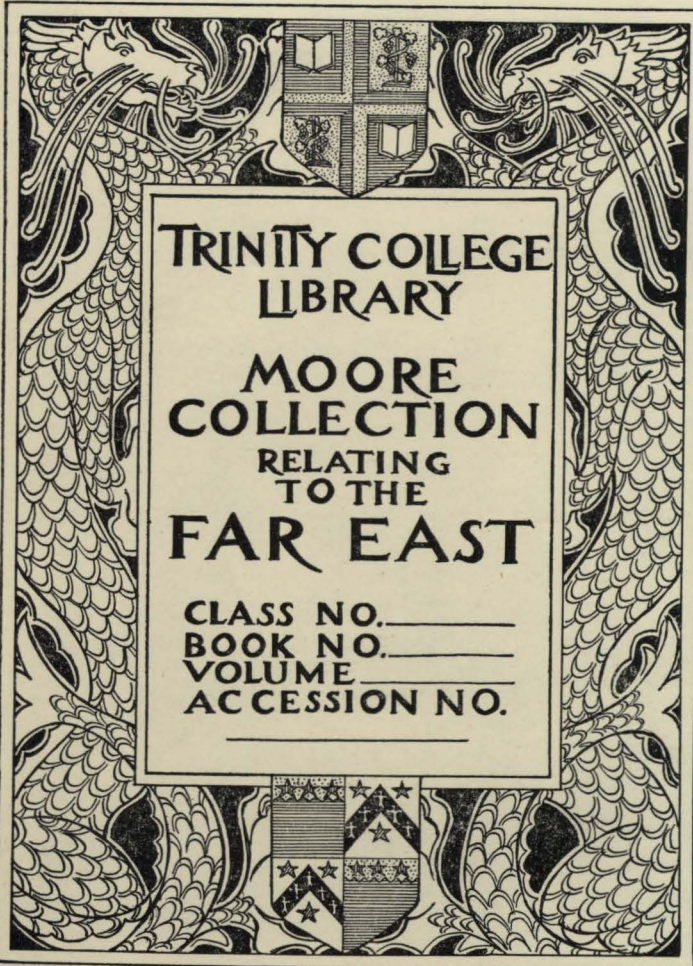 TRINITY COLLEGE
LIBRARY
MOORE
COLLECTION
RELATING
TO THE
FAR EAST
CLASS NO.
BOOK NO.
VOLUME
ACCESSION NO.